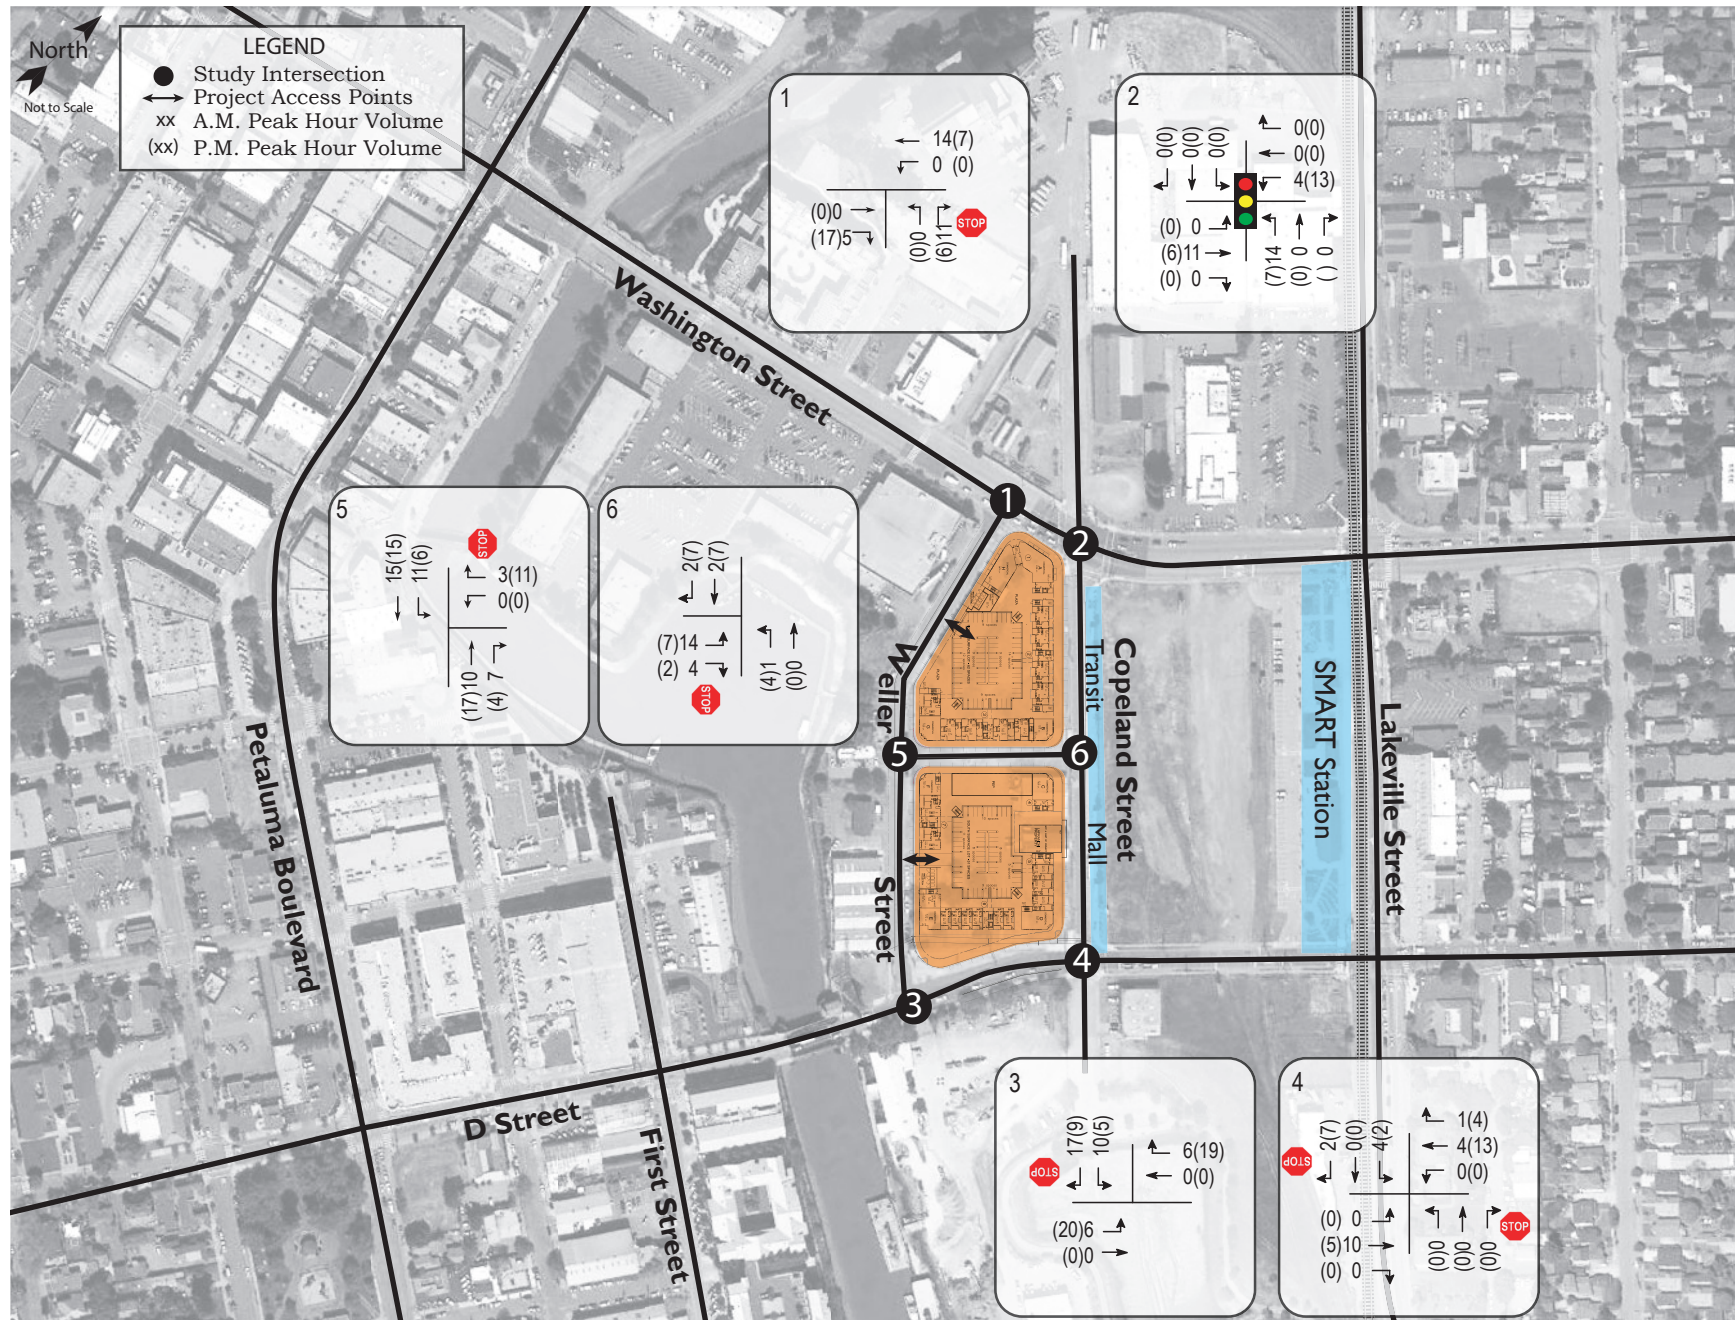 North
Not to Scale
LEGEND
Study Intersection
Project Access Points
xx A.M. Peak Hour Volume
(xx) P.M. Peak Hour Volume
1
14(7)
0 (0)
(0)0
(17)5
(0)0
(6)11
STOP
2
0(0)
0(0)
0(0)
0(0)
0(0)
4(13)
(0) 0
(6)11
(0) 0
(7)14
(0) 0
( ) 0
Washington Street
5
15(15)
11(6)
STOP
3(11)
0(0)
(17)10
(4) 7
6
2(7)
2(7)
(7)14
(2) 4
STOP
(4)1
(0)0
1
2
5
6
3
4
Weller
Street
Transit
Mall
Copeland Street
SMART Station
Lakeville Street
Petaluma Boulevard
D Street
First Street
3
STOP
17(9)
10(5)
6(19)
0(0)
(20)6
(0)0
4
STOP
2(7)
0(0)
4(2)
1(4)
4(13)
0(0)
(0) 0
(5)10
(0) 0
(0)0
(0)0
(0)0
STOP